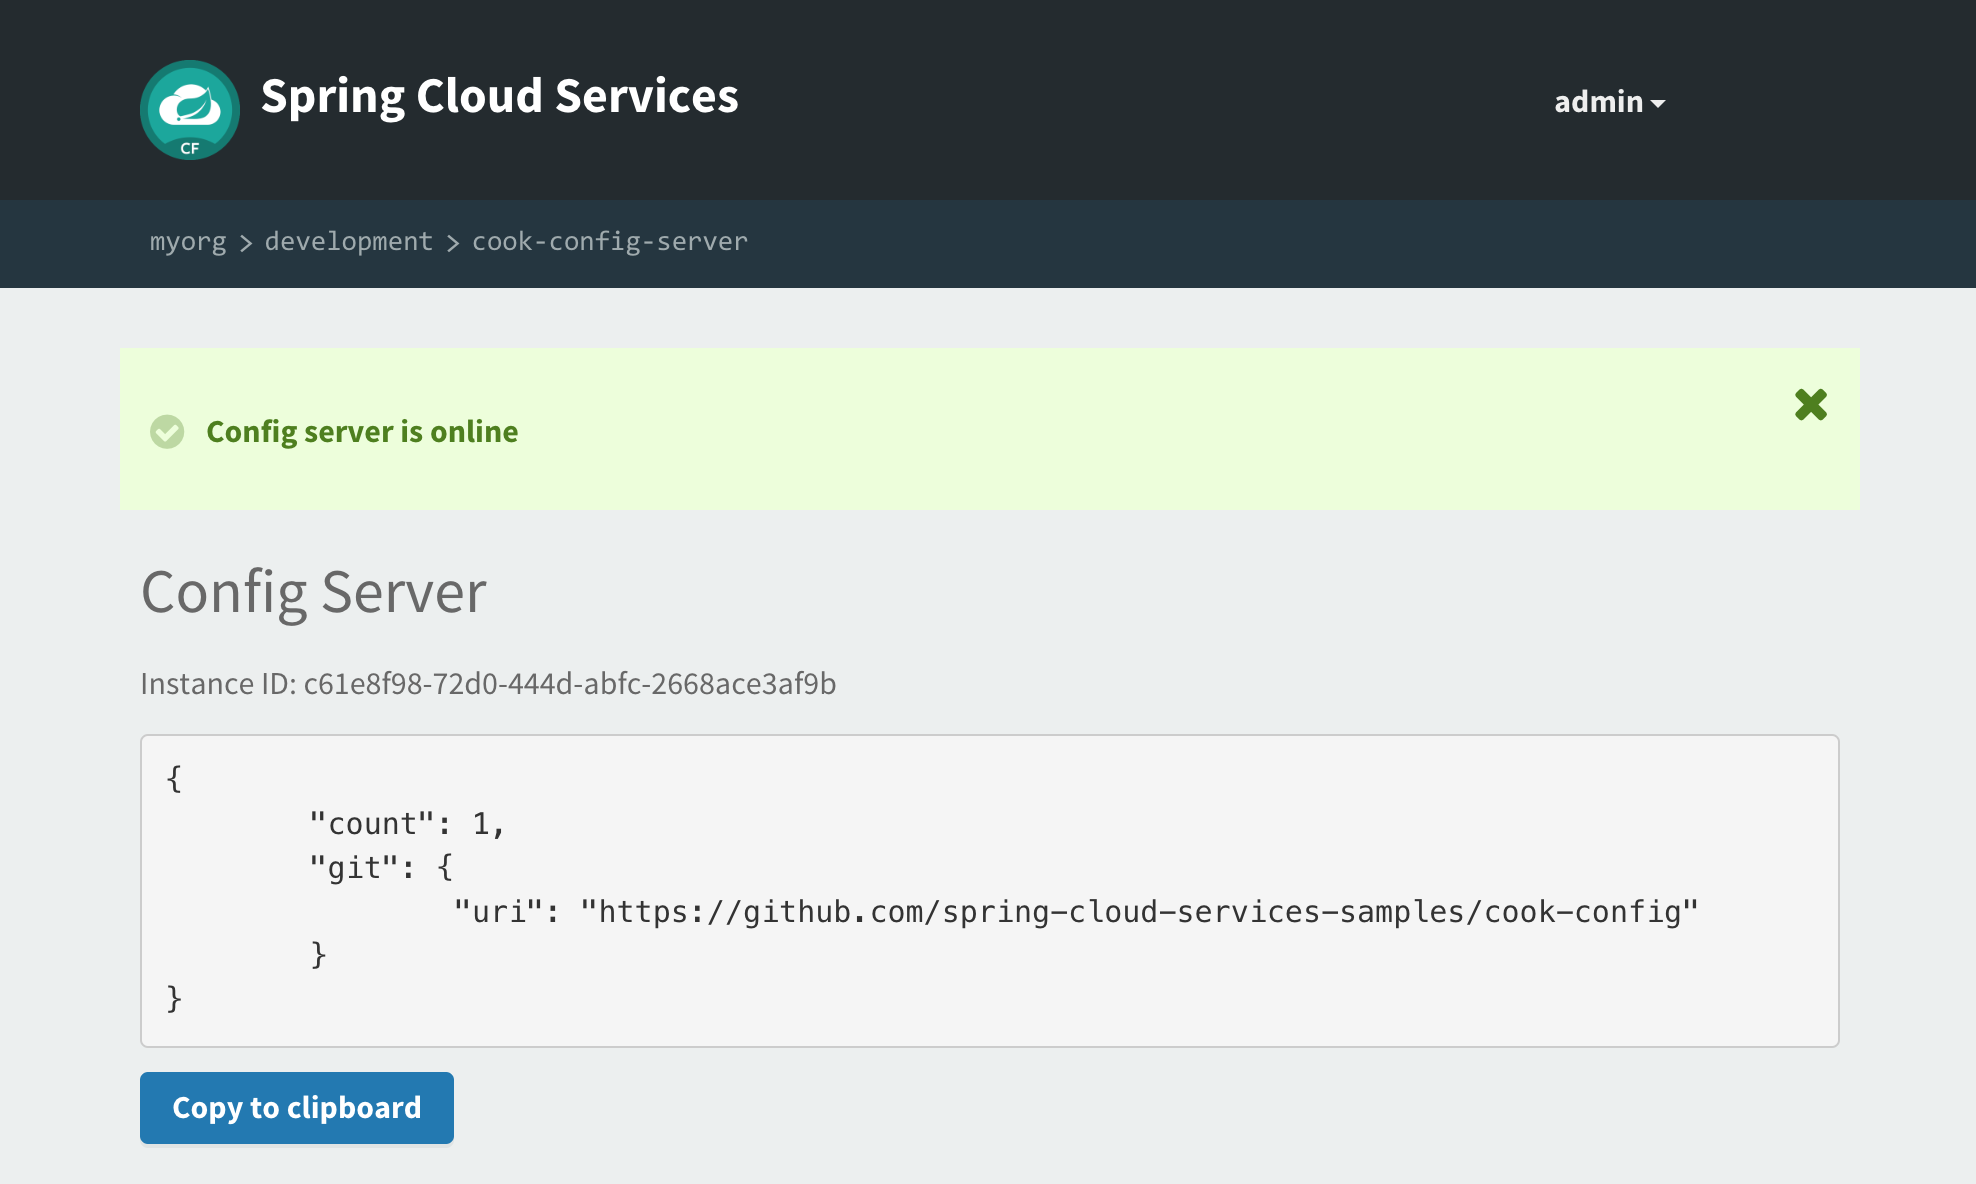 Spring Cloud Services
admin
CF
myorg > development > cook-config-server
Config server is online
Config Server
Instance ID: c61e8f98-72d0-444d-abfc-2668ace3af9b
{
"count": 1,
"git": {
"uri": "https://github.com/spring-cloud-services-samples/cook-config"
}
}
Copy to clipboard